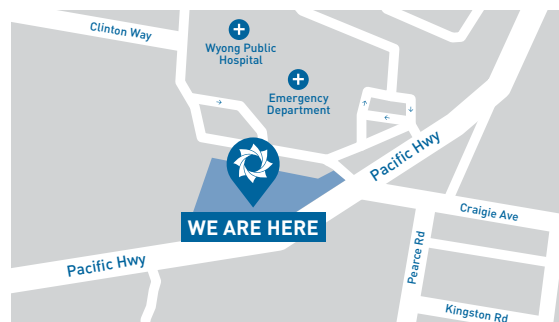 Clinton Way
Wyong Public
Hospital
Emergency
Department
Pacific Hwy
WE ARE HERE
Craigie Ave
Pearce Rd
Pacific Hwy
Kingston Rd